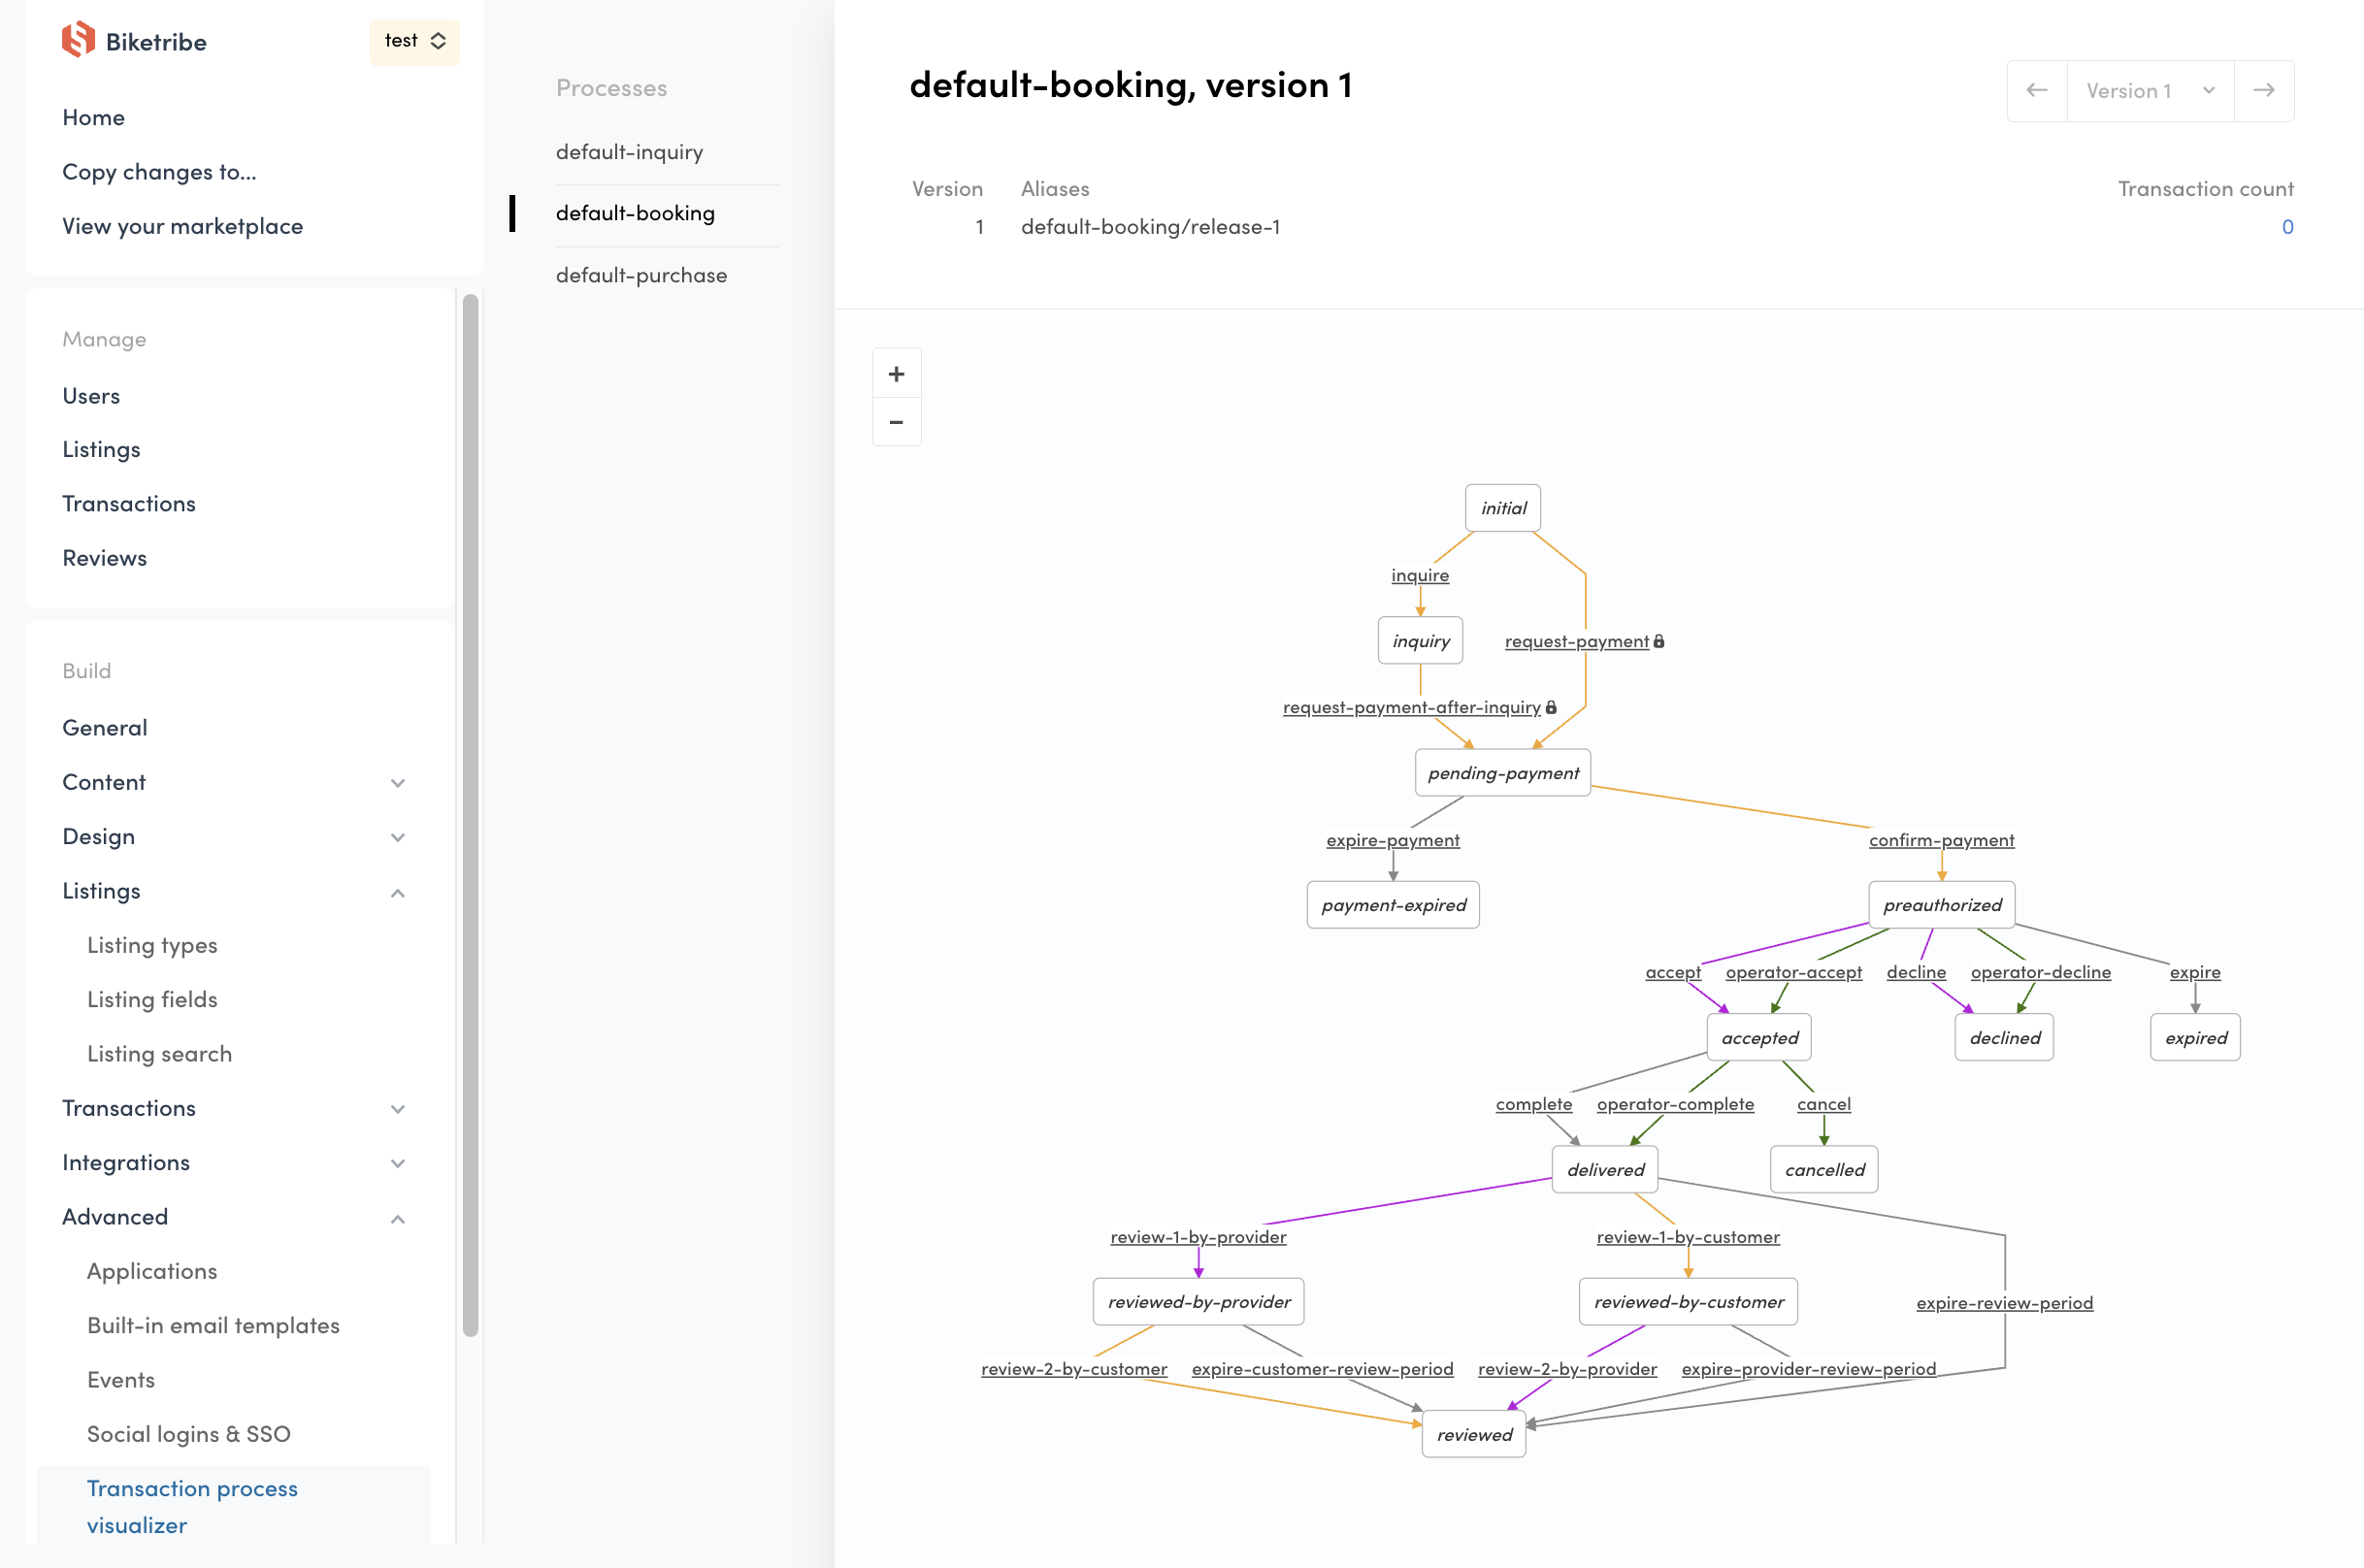 Biketribe
test
Home
Copy changes to...
View your marketplace
Manage
Users
Listings
Transactions
Reviews
Build
General
Content
Design
Listings
Listing types
Listing fields
Listing search
Transactions
Integrations
Advanced
Applications
Built-in email templates
Events
Social logins & SSO
Transaction process
visualizer
Processes
default-inquiry
default-booking
default-purchase
default-booking, version 1
Version 1
Version Aliases Transaction count
1 default-booking/release-1 0
+
−
initial
inquire
inquiry request-payment
request-payment-after-inquiry
pending-payment
expire-payment confirm-payment
payment-expired preauthorized
accept operator-accept decline operator-decline expire
accepted declined expired
complete operator-complete cancel
delivered cancelled
review-1-by-provider review-1-by-customer
reviewed-by-provider reviewed-by-customer expire-review-period
review-2-by-customer expire-customer-review-period review-2-by-provider expire-provider-review-period
reviewed